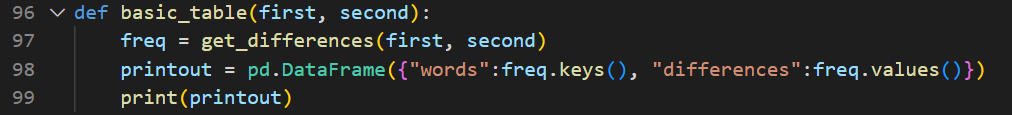 96 def basic_table(first, second):
97     freq = get_differences(first, second)
98     printout = pd.DataFrame({"words":freq.keys(), "differences":freq.values()})
99     print(printout)